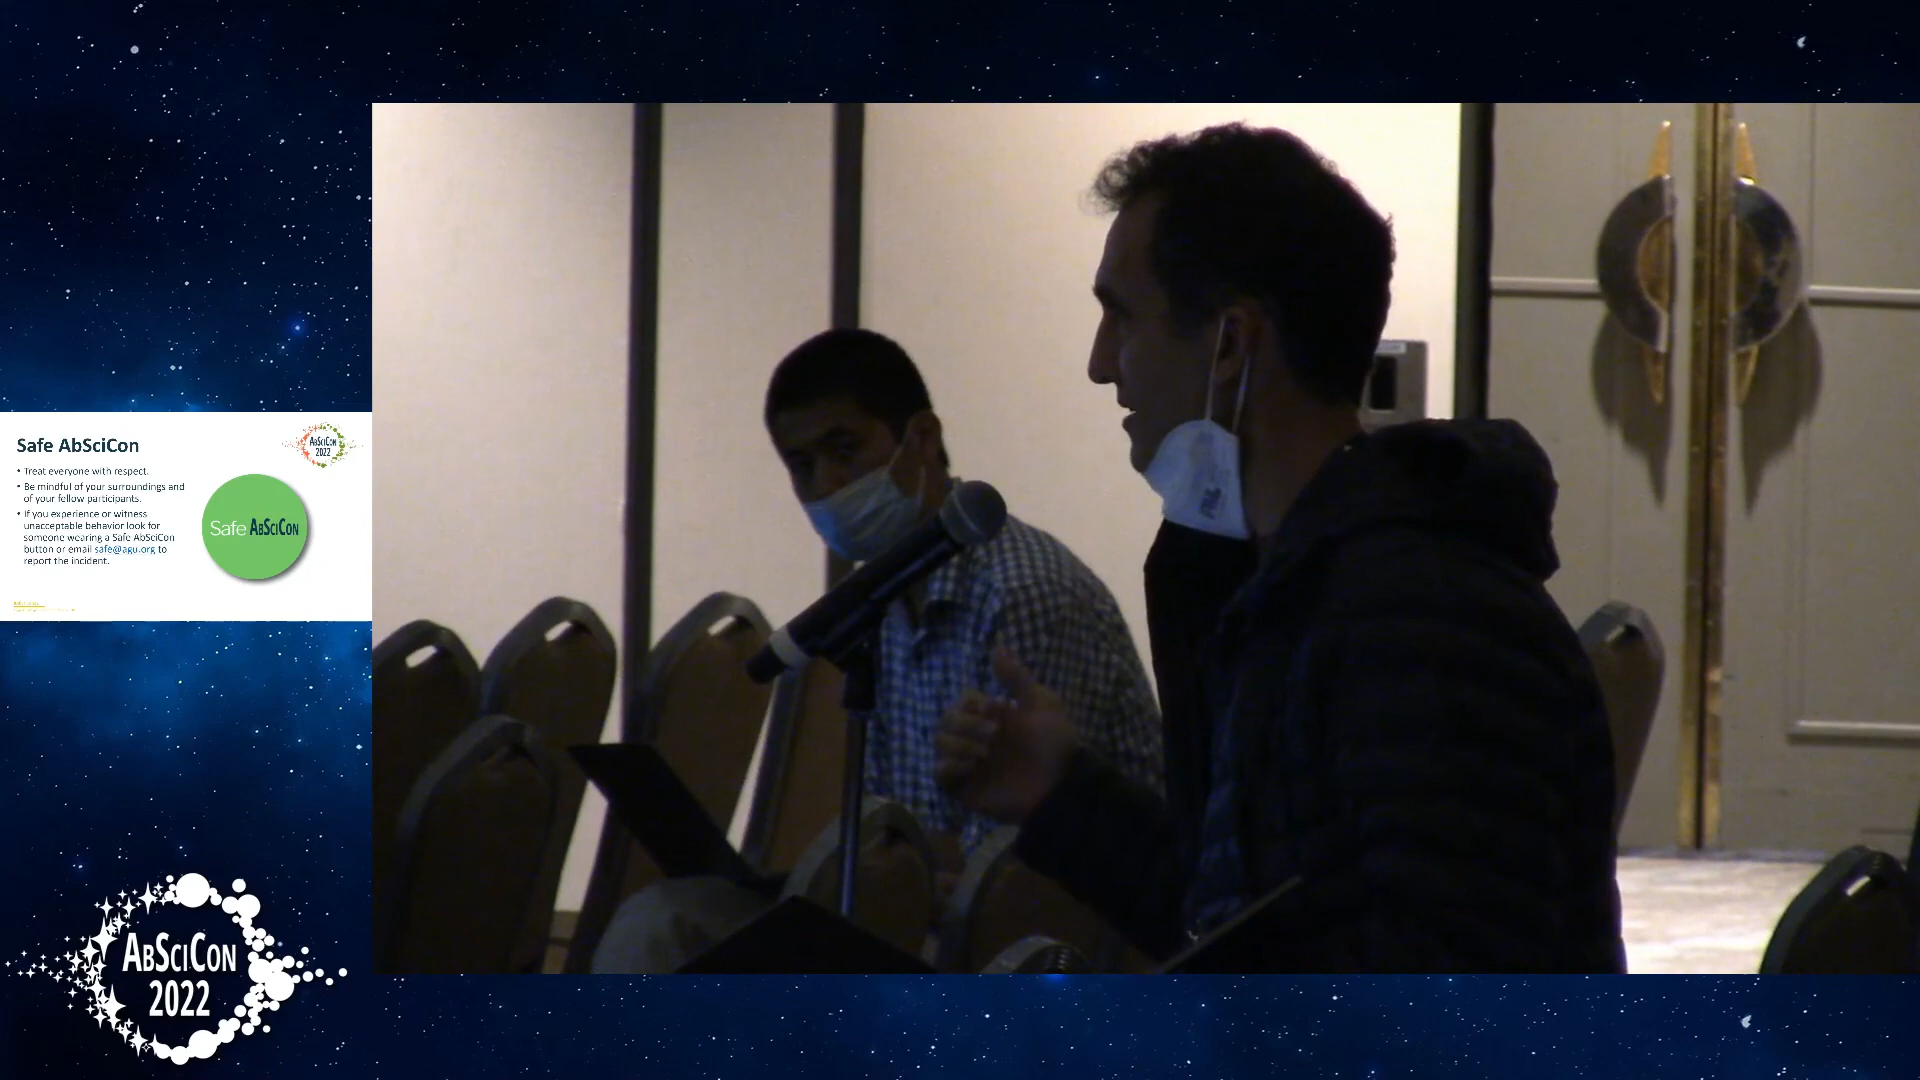 Safe AbSciCon
ABSCICON
2022
• Treat everyone with respect.
• Be mindful of your surroundings and
of your fellow participants.
• If you experience or witness
unacceptable behavior look for
someone wearing a Safe AbSciCon
button or email safe@agu.org to
report the incident.
Safe ABSCICON
ABSCICON
2022